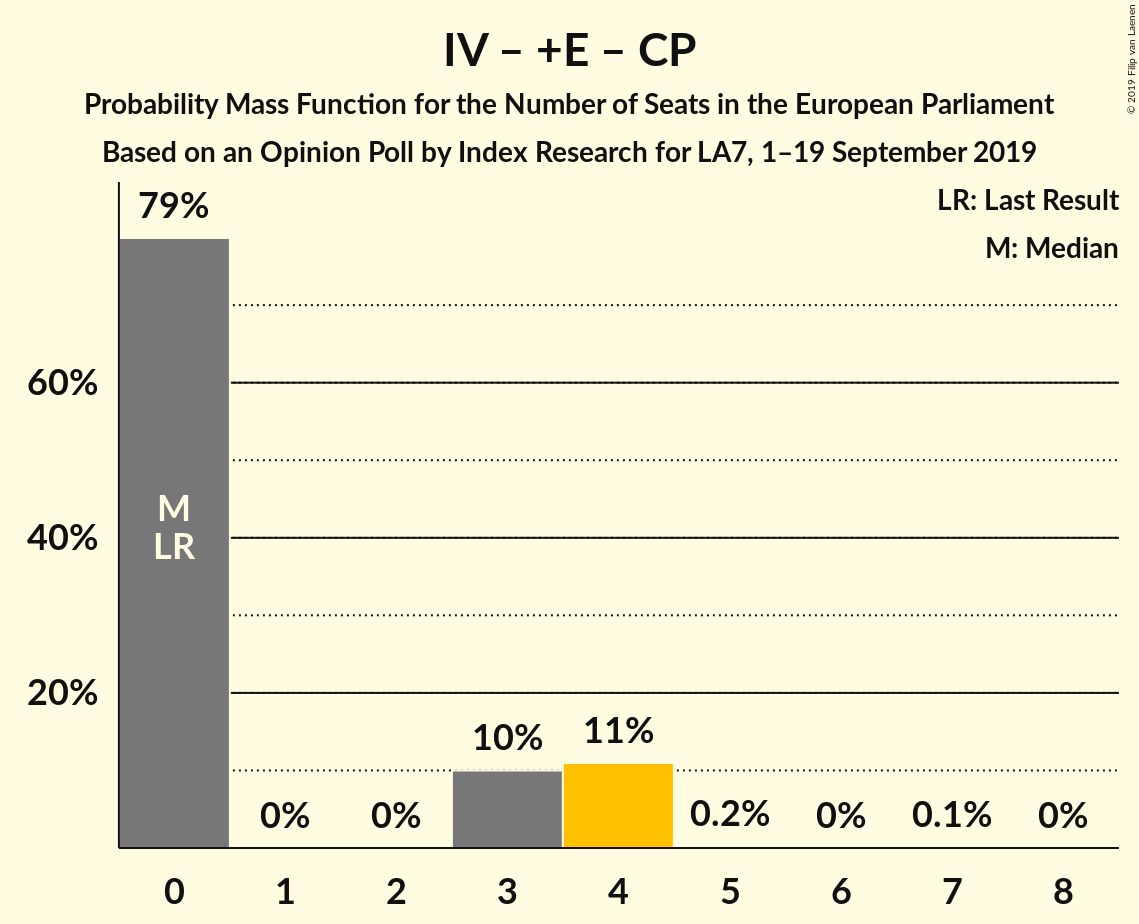 IV – +E – CP
Probability Mass Function for the Number of Seats in the European Parliament
Based on an Opinion Poll by Index Research for LA7, 1–19 September 2019
© 2019 Filip van Laenen
LR: Last Result
M: Median
79%
60%
40%
20%
M
LR
0%
0%
10%
11%
0.2%
0%
0.1%
0%
0
1
2
3
4
5
6
7
8